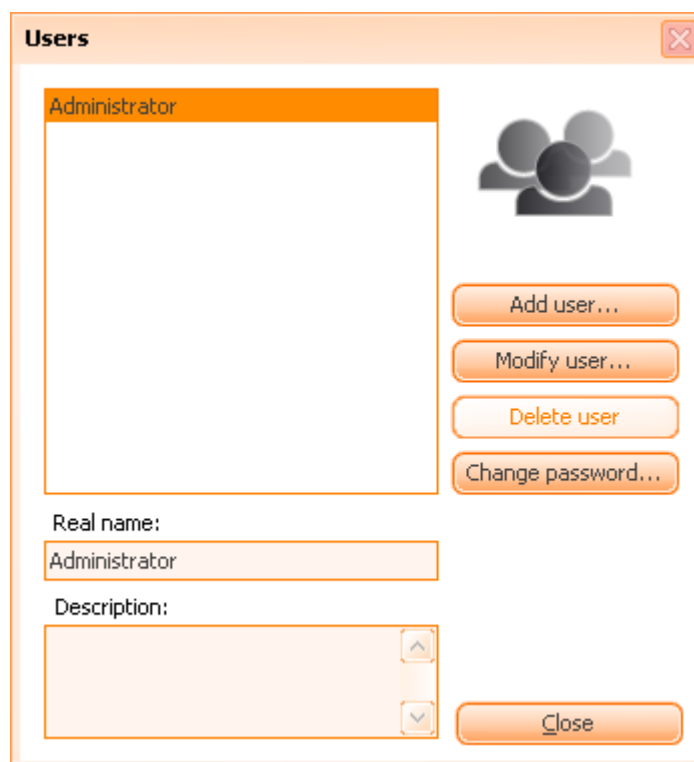 Users
Administrator
Add user...
Modify user...
Delete user
Change password...
Real name:
Administrator
Description:
Close